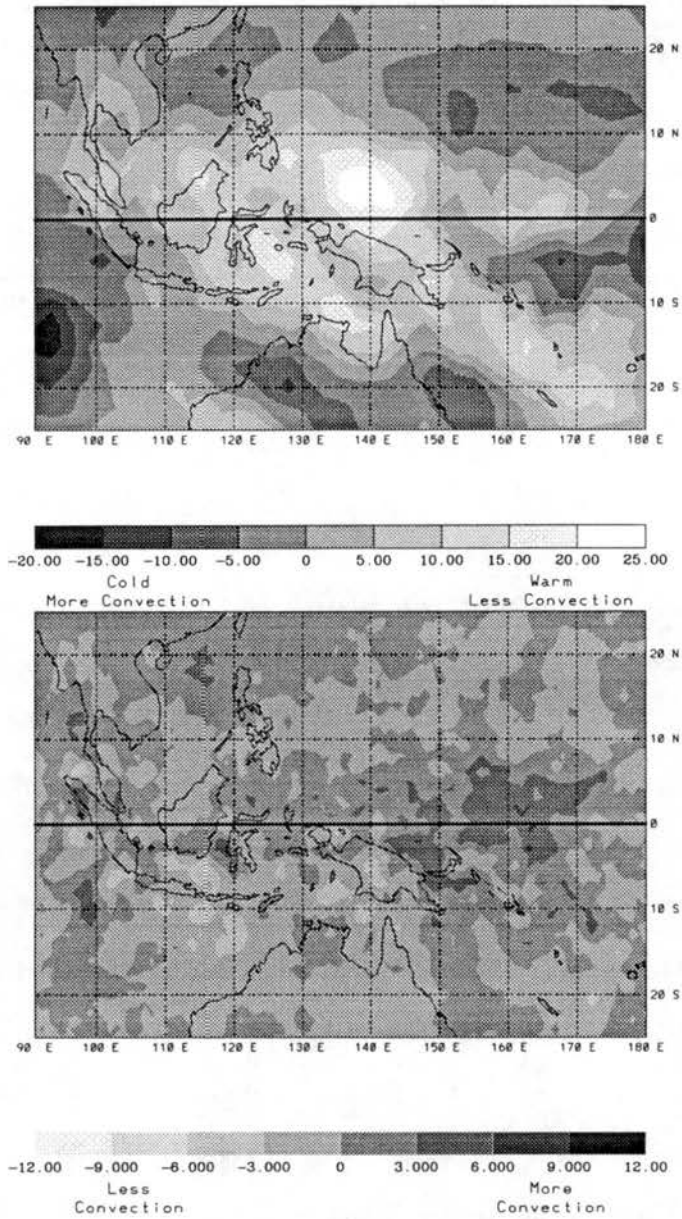 20 N
10 N
0
10 S
20 S
90 E 100 E 110 E 120 E 130 E 140 E 150 E 160 E 170 E 180 E
-20.00 -15.00 -10.00 -5.00 0 5.00 10.00 15.00 20.00 25.00
Cold Warm
More Convection Less Convection
20 N
10 N
0
10 S
20 S
90 E 100 E 110 E 120 E 130 E 140 E 150 E 160 E 170 E 180 E
-12.00 -9.000 -6.000 -3.000 0 3.000 6.000 9.000 12.00
Less More
Convection Convection